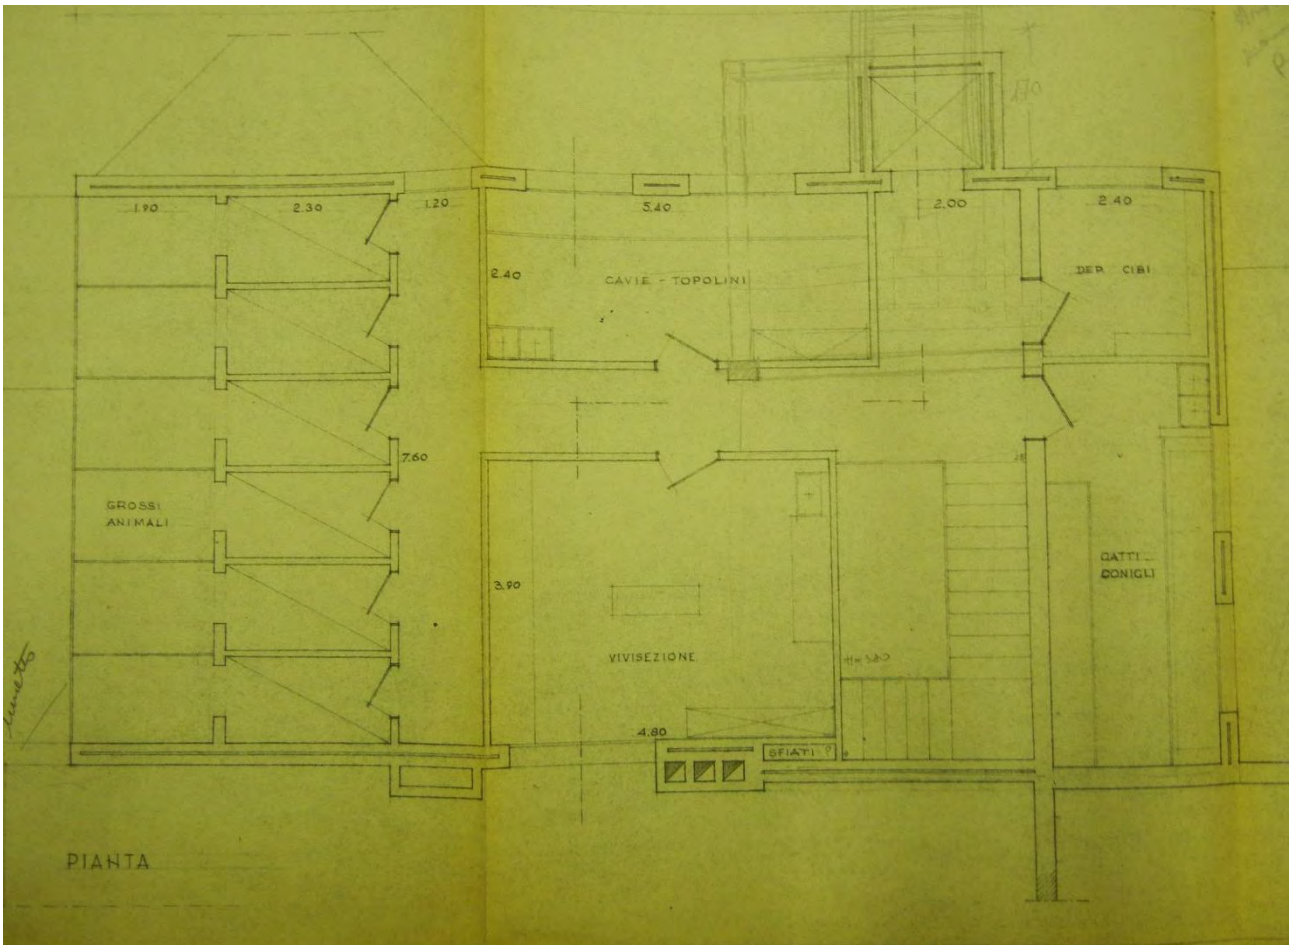 1.90
2.30
1.20
5.40
2.00
2.40
2.40
CAVIE - TOPOLINI
DEP. CIBI
7.60
GROSSI
ANIMALI
3.90
GATTI -
CONIGLI
VIVISEZIONE
4.80
SFIATI ?
PIANTA